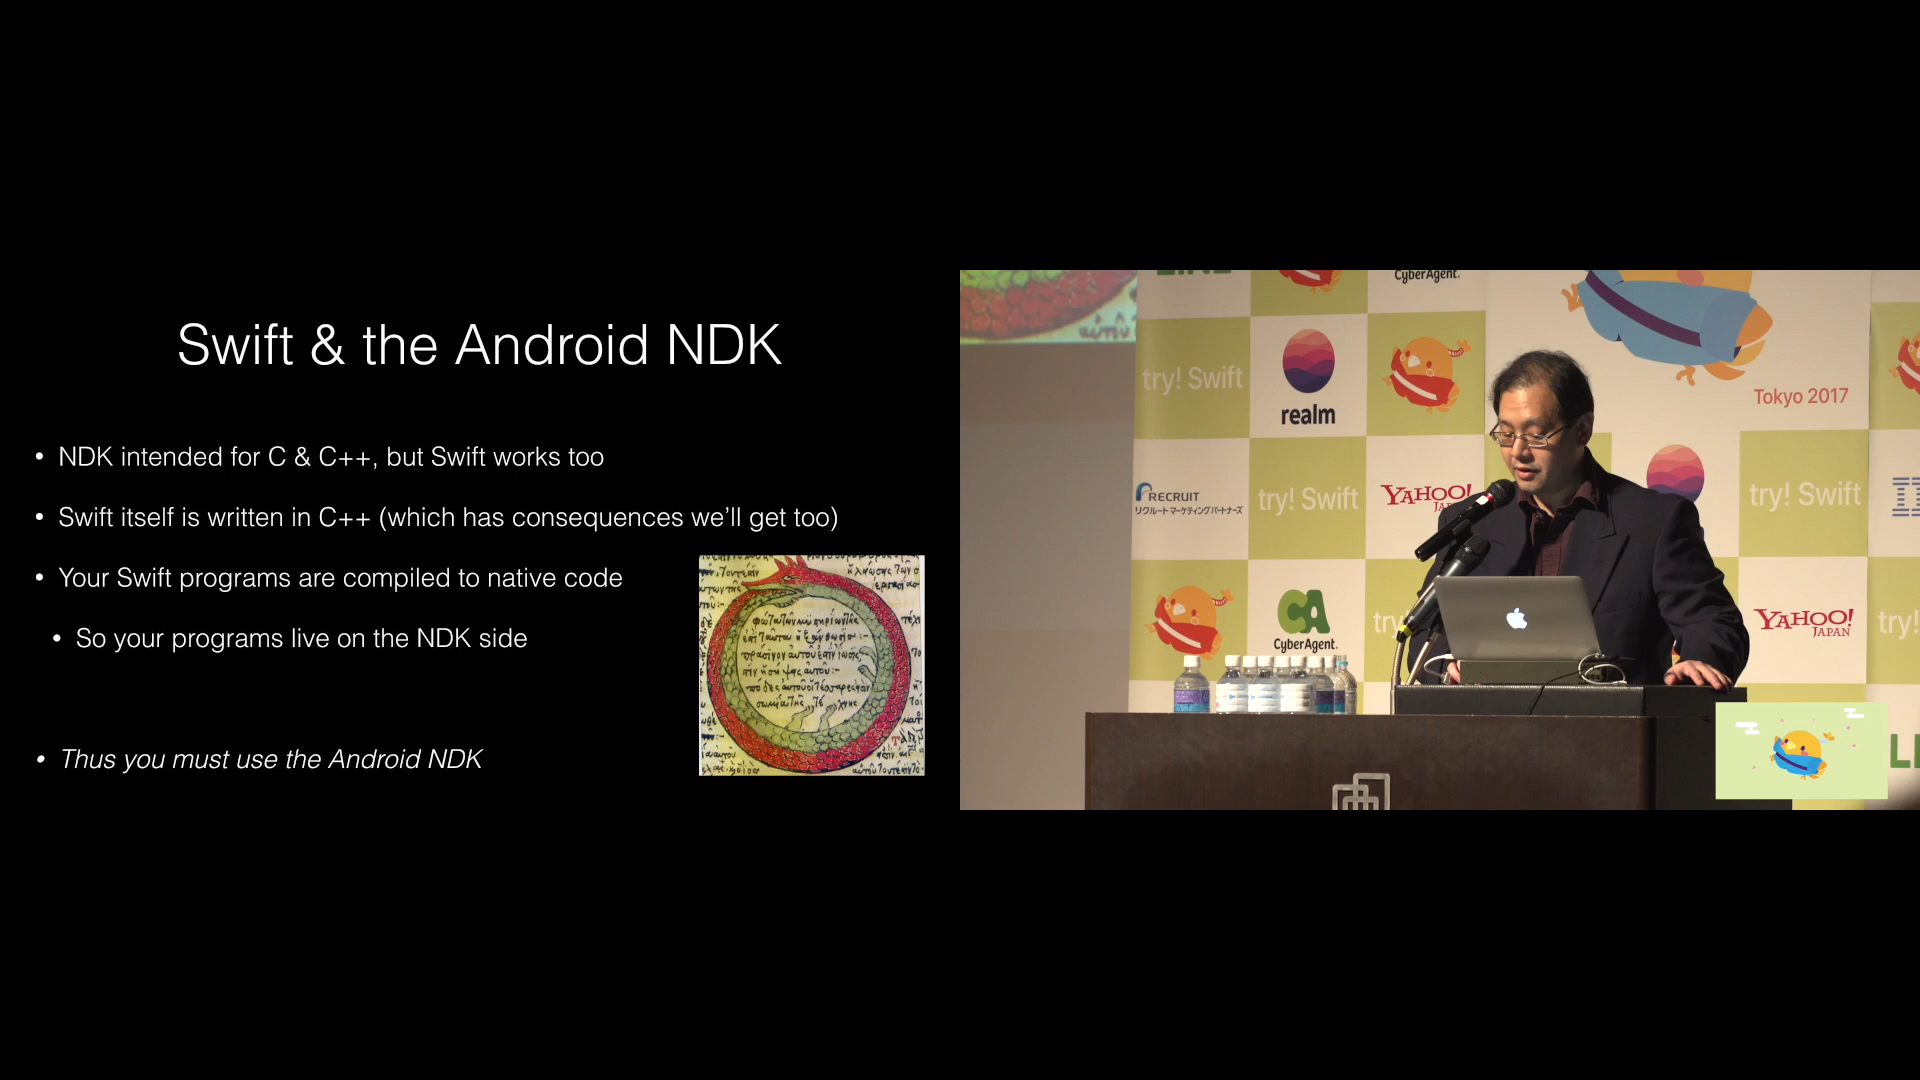 Swift & the Android NDK
• NDK intended for C & C++, but Swift works too
• Swift itself is written in C++ (which has consequences we'll get too)
• Your Swift programs are compiled to native code
• So your programs live on the NDK side
• Thus you must use the Android NDK
CyberAgent.
try! Swift
realm
Tokyo 2017
RECRUIT
リクルート マーケティングパートナーズ
try! Swift
YAHOO!
try! Swift
CA
CyberAgent.
try
YAHOO!
JAPAN
try!